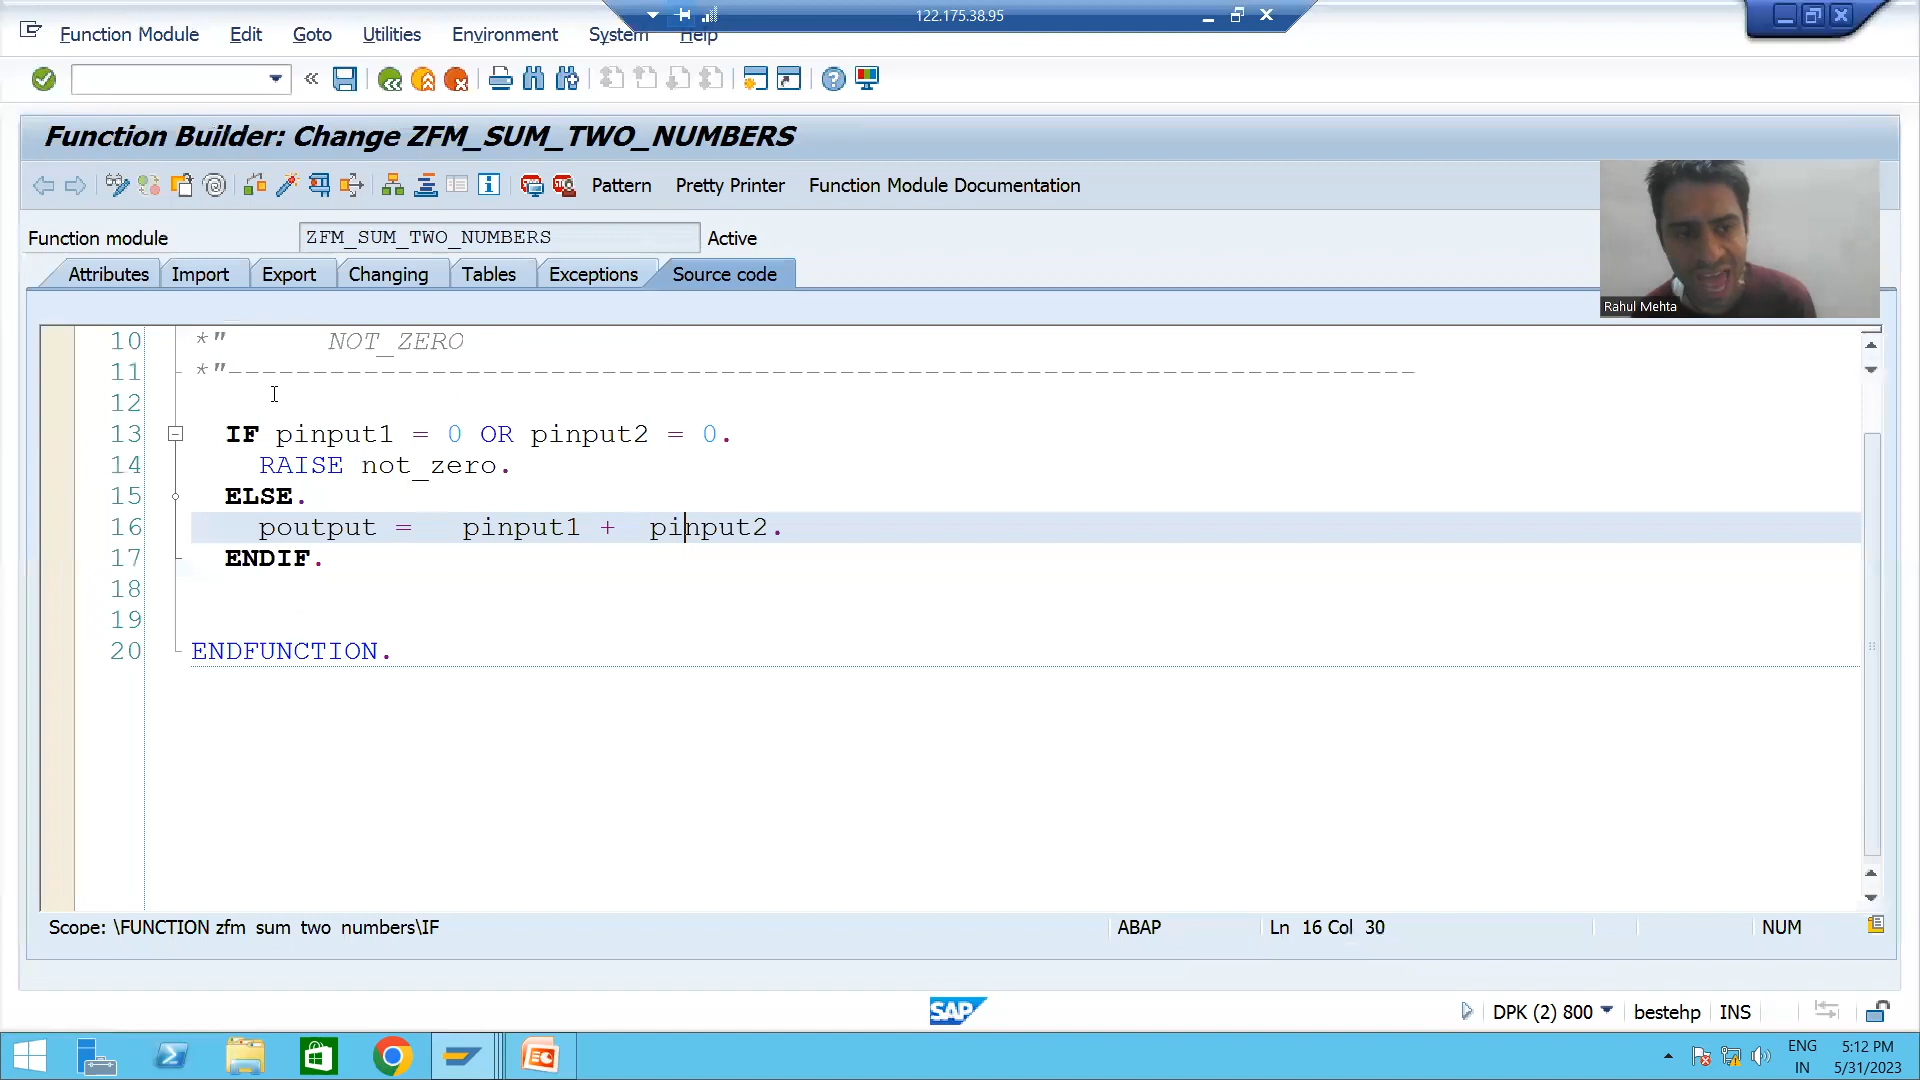 122.175.38.95
Function Module Edit Goto Utilities Environment System Help
Function Builder: Change ZFM_SUM_TWO_NUMBERS
Pattern Pretty Printer Function Module Documentation
Function module ZFM_SUM_TWO_NUMBERS Active
Attributes Import Export Changing Tables Exceptions Source code
Rahul Mehta
10 *" NOT_ZERO
11 *"----------------------------------------------------------------------
12
13 IF pinput1 = 0 OR pinput2 = 0.
14 RAISE not_zero.
15 ELSE.
16 poutput = pinput1 + pinput2.
17 ENDIF.
18
19
20 ENDFUNCTION.
Scope: \FUNCTION zfm sum two numbers\IF ABAP Ln 16 Col 30 NUM
SAP DPK (2) 800 bestehp INS
ENG 5:12 PM
IN 5/31/2023